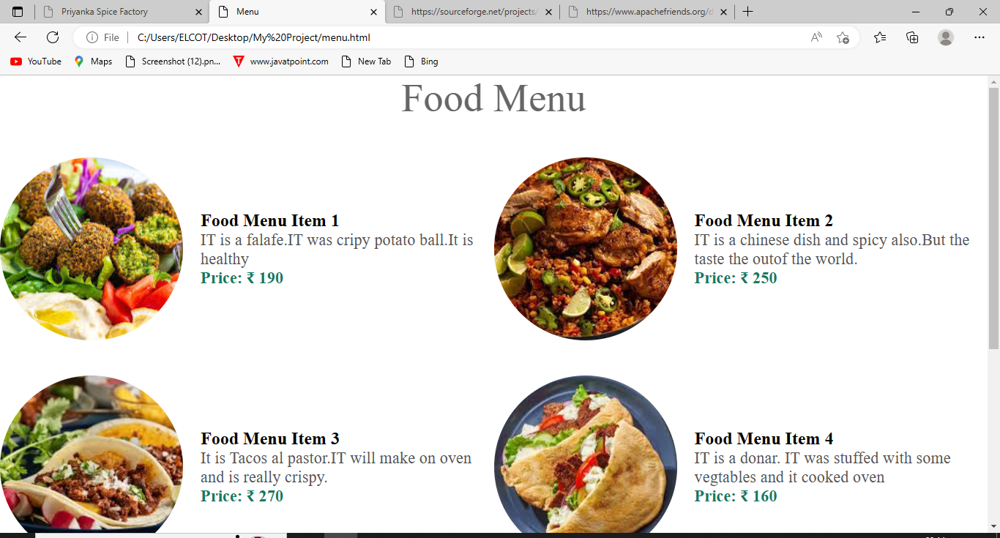 Priyanka Spice Factory
Menu
https://sourceforge.net/projects/
https://www.apachefriends.org/d
File
C:/Users/ELCOT/Desktop/My%20Project/menu.html
YouTube
Maps
Screenshot (12).pn...
www.javatpoint.com
New Tab
Bing
Food Menu
Food Menu Item 1
IT is a falafe.IT was cripy potato ball.It is
healthy
Price: ₹ 190
Food Menu Item 2
IT is a chinese dish and spicy also.But the
taste the outof the world.
Price: ₹ 250
Food Menu Item 3
It is Tacos al pastor.IT will make on oven
and is really crispy.
Price: ₹ 270
Food Menu Item 4
IT is a donar. IT was stuffed with some
vegtables and it cooked oven
Price: ₹ 160